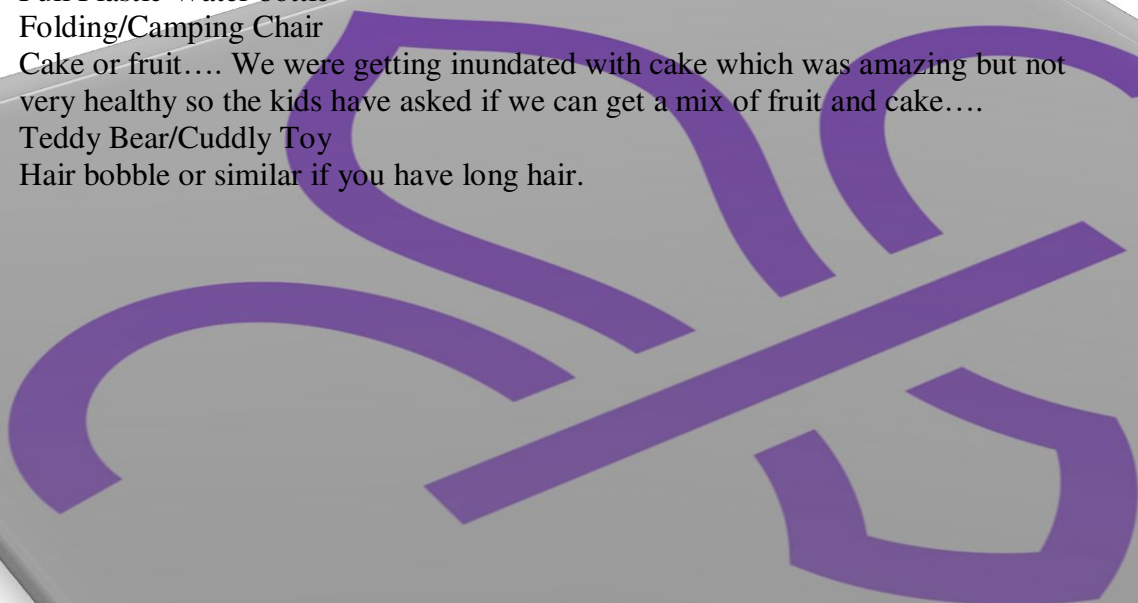 Folding/Camping Chair
Cake or fruit…. We were getting inundated with cake which was amazing but not
very healthy so the kids have asked if we can get a mix of fruit and cake….
Teddy Bear/Cuddly Toy
Hair bobble or similar if you have long hair.